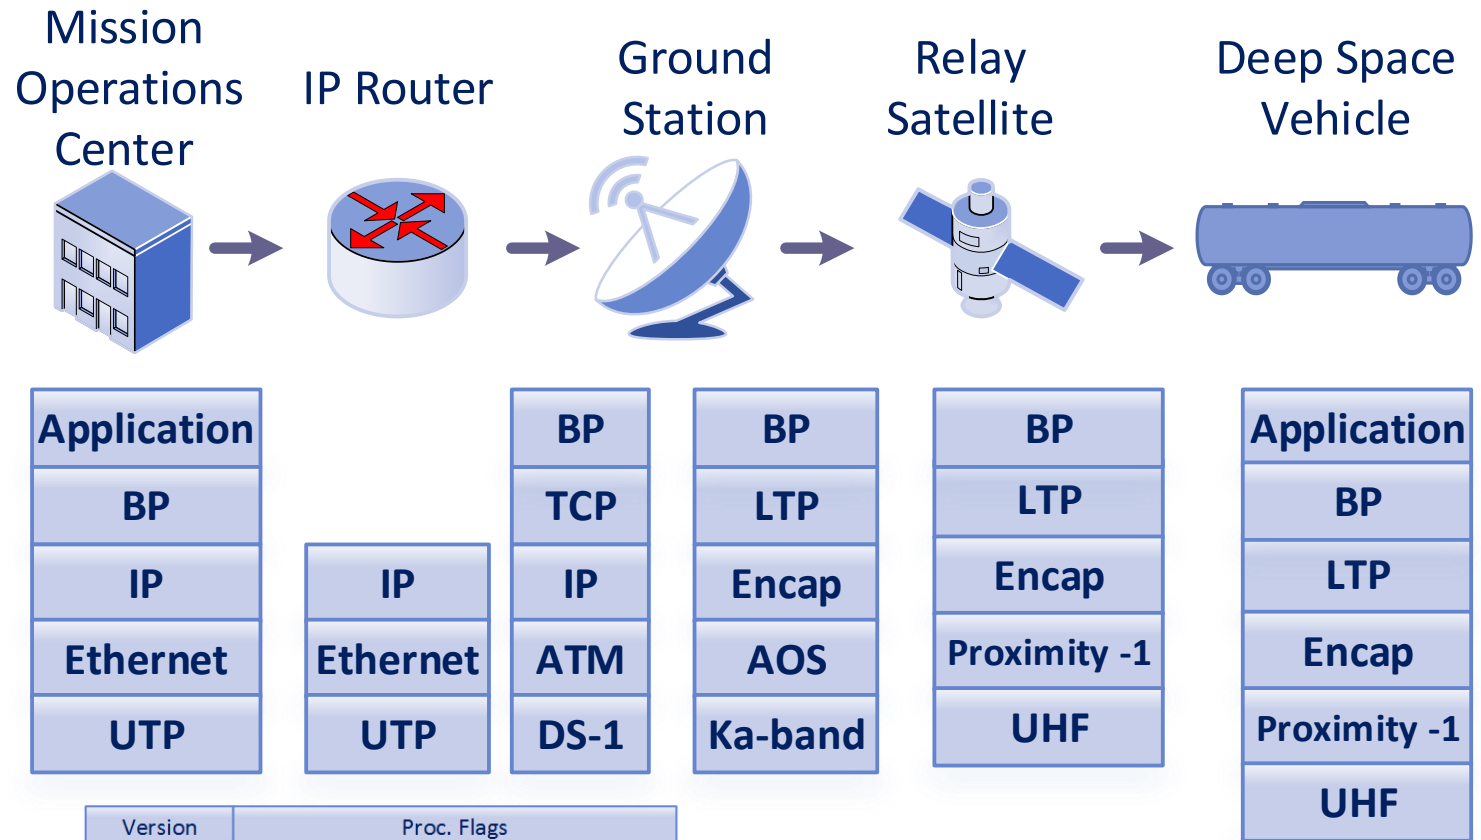 Mission
Operations
Center
IP Router
Ground
Station
Relay
Satellite
Deep Space
Vehicle
Application
BP
IP
Ethernet
UTP
IP
Ethernet
UTP
BP
TCP
IP
ATM
DS-1
BP
LTP
Encap
AOS
Ka-band
BP
LTP
Encap
Proximity -1
UHF
Application
BP
LTP
Encap
Proximity -1
UHF
Version Proc. Flags